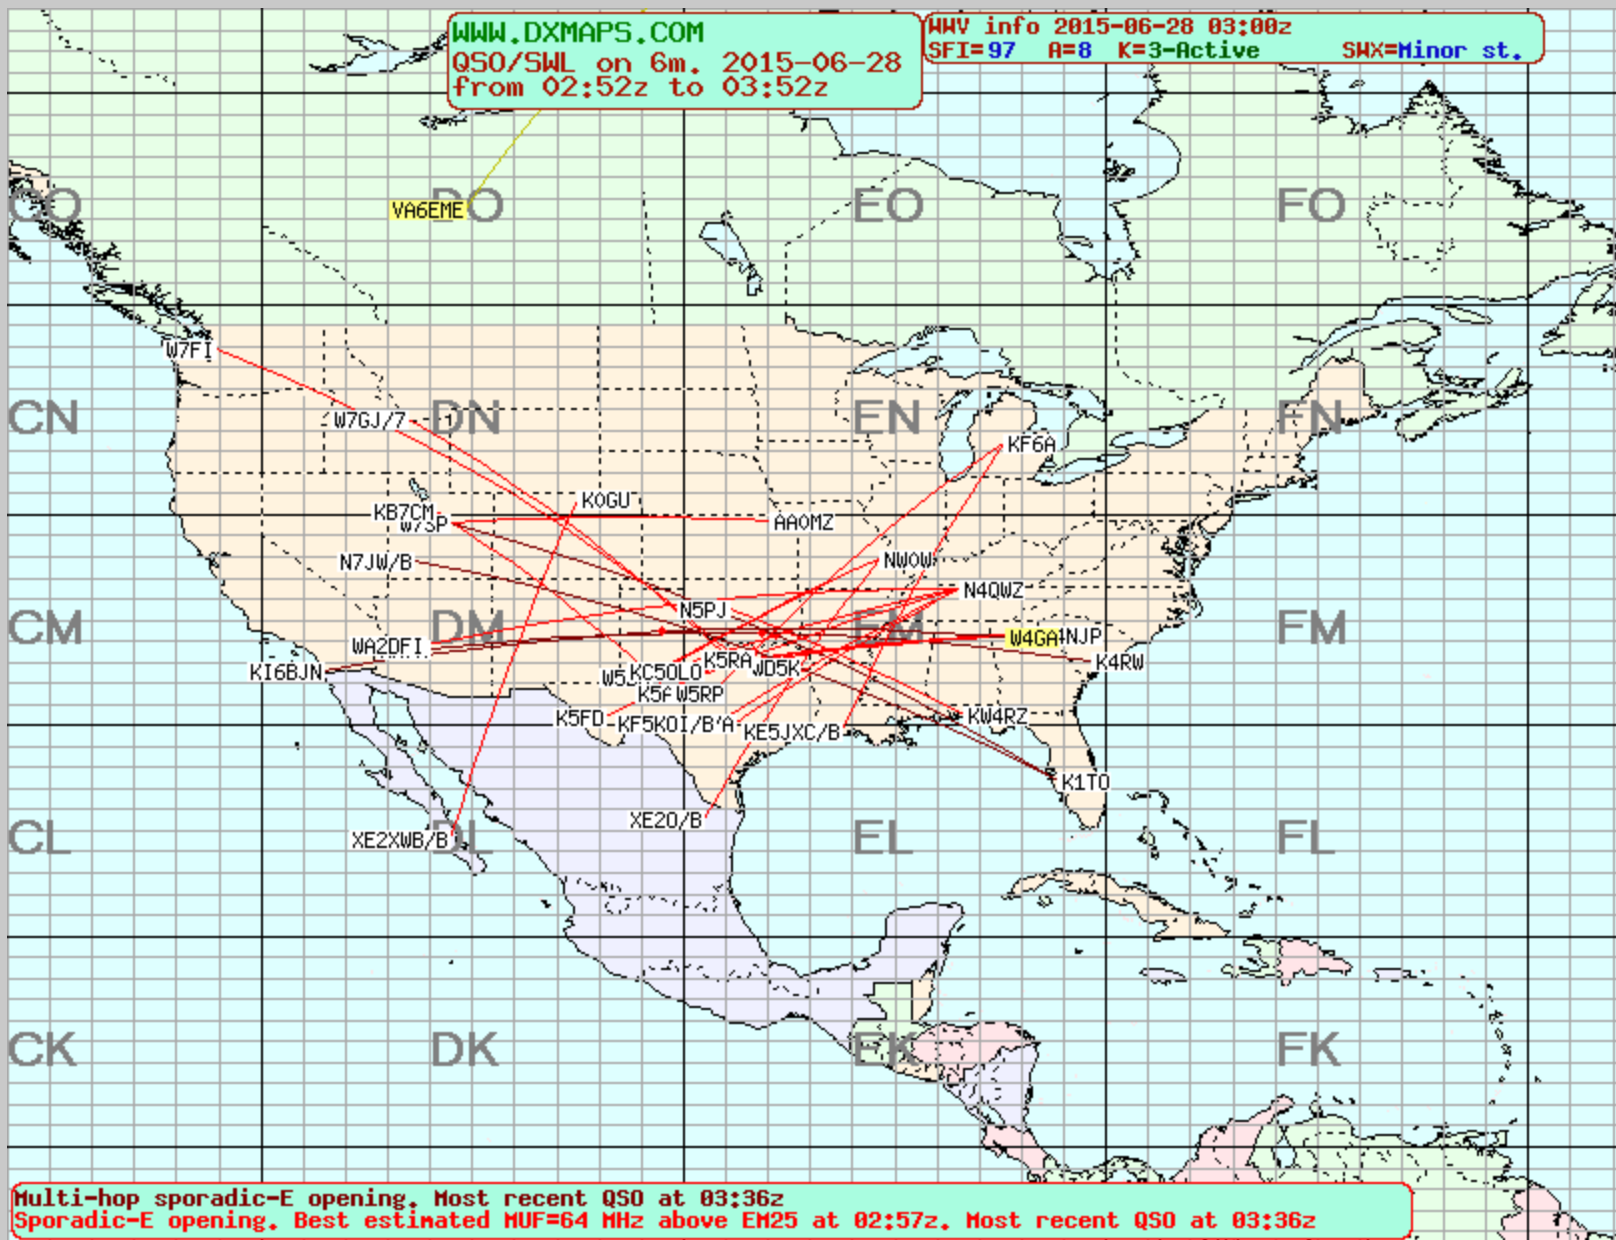 WWW.DXMAPS.COM
QSO/SWL on 6m. 2015-06-28
from 02:52z to 03:52z
WWV info 2015-06-28 03:00z
SFI=97 A=8 K=3-Active SWX=Minor st.
CO
DO
EO
FO
VA6EME
W7FI
CN
W7GJ/7
DN
EN
FN
KF6A
K0GU
KB7CM
W7SP
AA0MZ
N7JW/B
NW0W
N4QWZ
N5PJ
CM
DM
EM
FM
WA2DFI
W4GA
4NJP
KI6BJN
KC5OLO
K5RA
WD5K
K4RW
W5RP
K5FD
KF5KOI/B
KE5JXC/B
KW4RZ
K1TO
XE2O/B
XE2XWB/B
CL
DL
EL
FL
CK
DK
EK
FK
Multi-hop sporadic-E opening. Most recent QSO at 03:36z
Sporadic-E opening. Best estimated MUF=64 MHz above EM25 at 02:57z. Most recent QSO at 03:36z